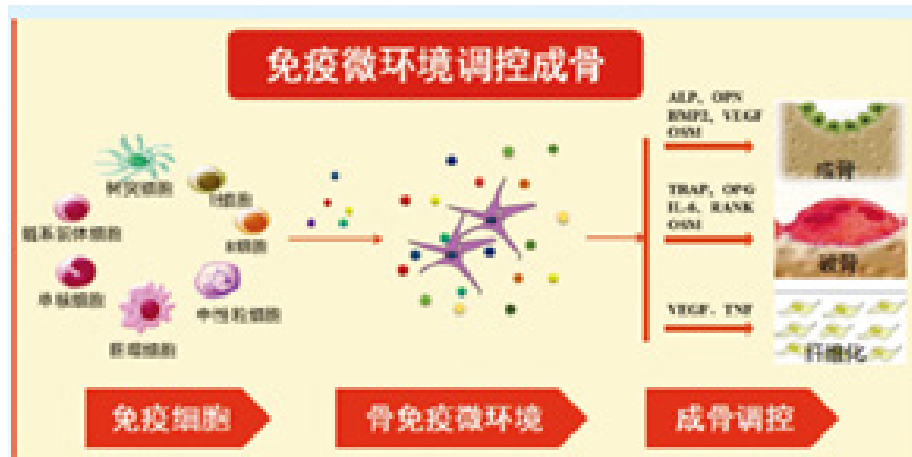 免疫微环境调控成骨
ALP、OPN
BMP2、VEGF
OSM
成骨
树突细胞
T细胞
B细胞
髓系前体细胞
单核细胞
中性粒细胞
巨噬细胞
TRAP、OPG
IL-6、RANK
OSM
破骨
VEGF、TNF
纤维化
免疫细胞
骨免疫微环境
成骨调控